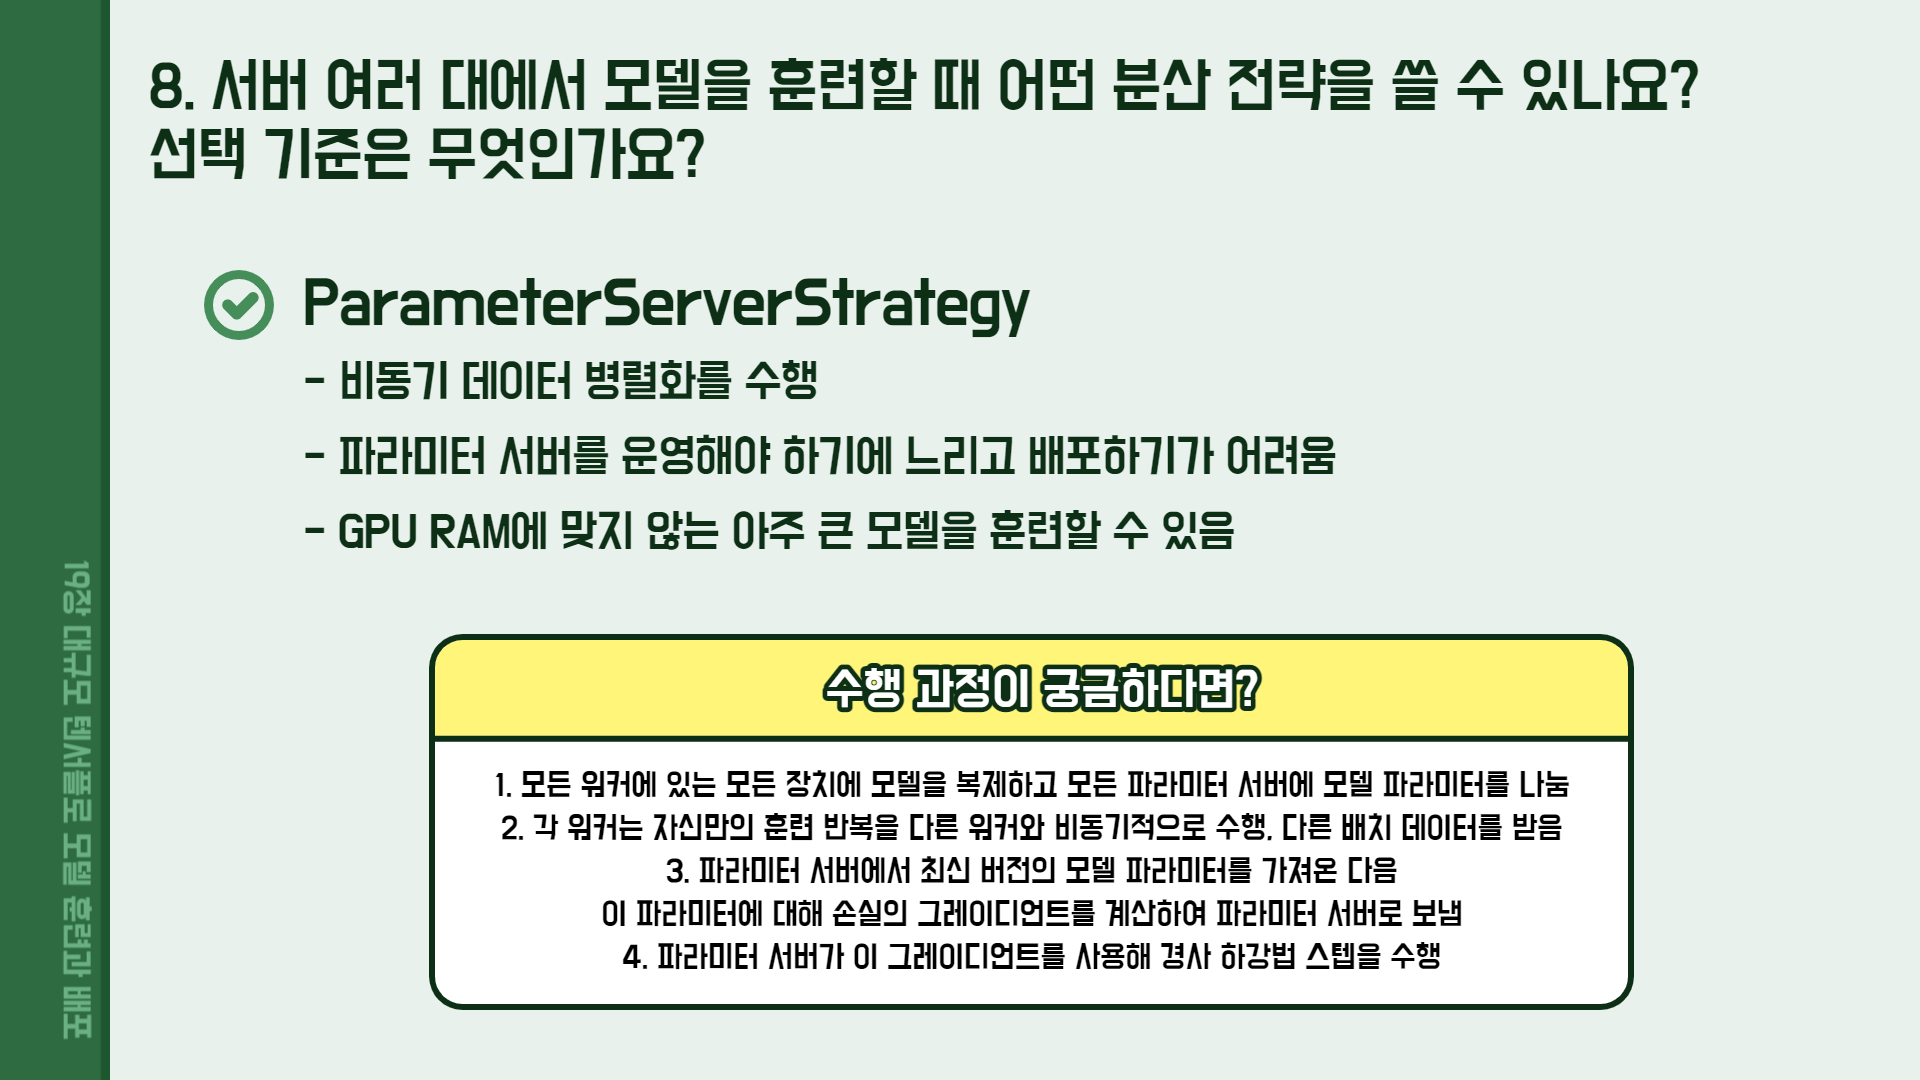 8. 서버 여러 대에서 모델을 훈련할 때 어떤 분산 전략을 쓸 수 있나요?
선택 기준은 무엇인가요?
ParameterServerStrategy
- 비동기 데이터 병렬화를 수행
- 파라미터 서버를 운영해야 하기에 느리고 배포하기가 어려움
- GPU RAM에 맞지 않는 아주 큰 모델을 훈련할 수 있음
수행 과정이 궁금하다면?
1. 모든 워커에 있는 모든 장치에 모델을 복제하고 모든 파라미터 서버에 모델 파라미터를 나눔
2. 각 워커는 자신만의 훈련 반복을 다른 워커와 비동기적으로 수행, 다른 배치 데이터를 받음
3. 파라미터 서버에서 최신 버전의 모델 파라미터를 가져온 다음
이 파라미터에 대해 손실의 그레이디언트를 계산하여 파라미터 서버로 보냄
4. 파라미터 서버가 이 그레이디언트를 사용해 경사 하강법 스텝을 수행
19장 대규모 텐서플로 모델 훈련과 배포